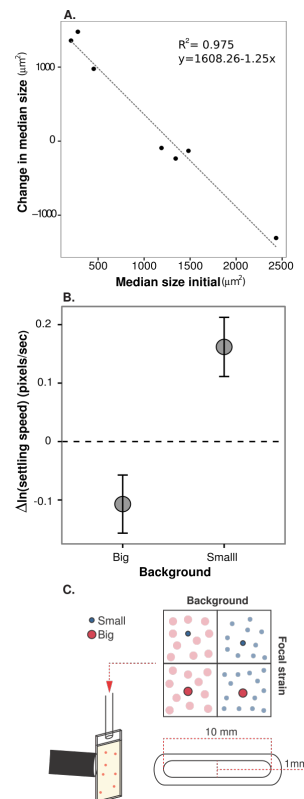 A.
R²= 0.975
y=1608.26-1.25x
Change in median size (μm²)
1000
0
−1000
500 1000 1500 2000 2500
Median size initial(μm²)
B.
Δln(settling speed) (pixels/sec)
0.2
0.1
0
-0.1
Big Smalll
Background
C.
Background
Small
Big
Focal strain
10 mm
1mm